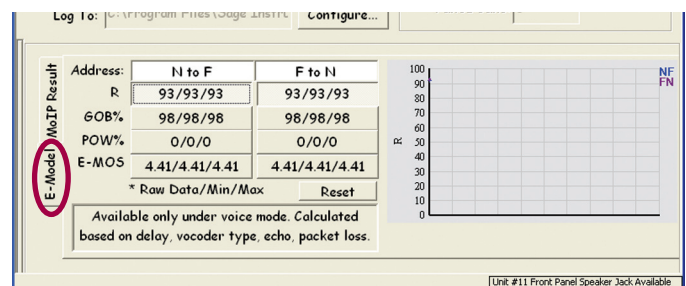 Log To: C:\Program Files\Sage Instru Configure...
MoIP Result
E-Model
Address: N to F F to N
R 93/93/93 93/93/93
GOB% 98/98/98 98/98/98
POW% 0/0/0 0/0/0
E-MOS 4.41/4.41/4.41 4.41/4.41/4.41
* Raw Data/Min/Max Reset
Available only under voice mode. Calculated
based on delay, vocoder type, echo, packet loss.
R
100
90
80
70
60
50
40
30
20
10
0
NF
FN
Unit #11 Front Panel Speaker Jack Available